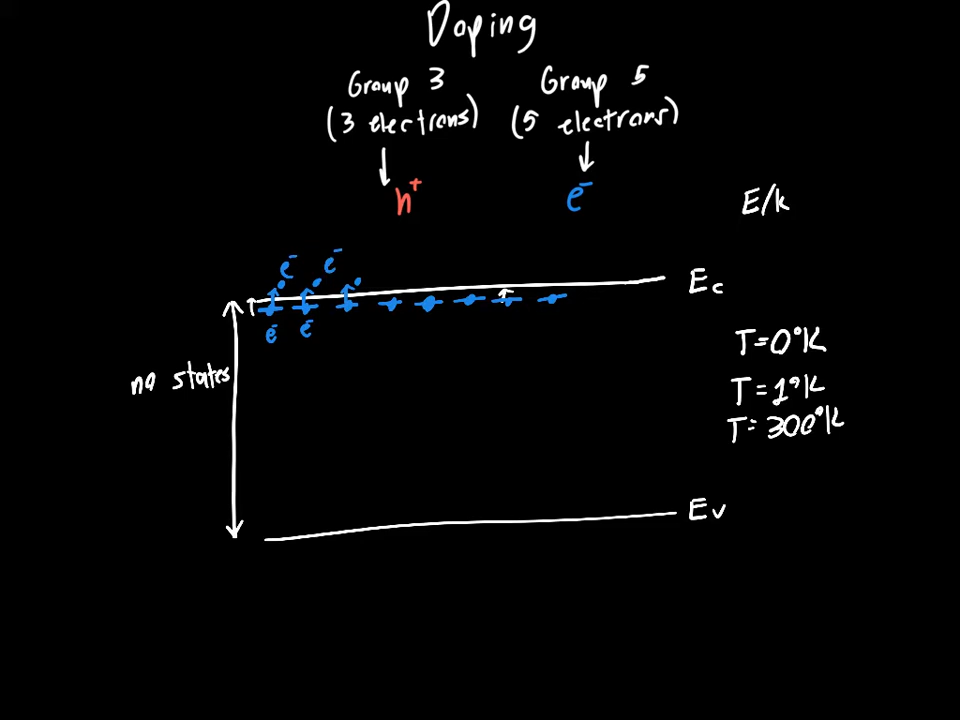 Doping
Group 3
(3 electrons)
h+
Group 5
(5 electrons)
e-
E/k
e- e-
Ec
e- e-
T=0°K
no states
T=1°K
T=300°K
Ev